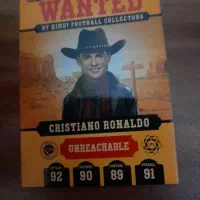 WANTED
BY KINGS FOOTBALL COLLECTORS
CRISTIANO RONALDO
UNREACHABLE
92 90 89 91